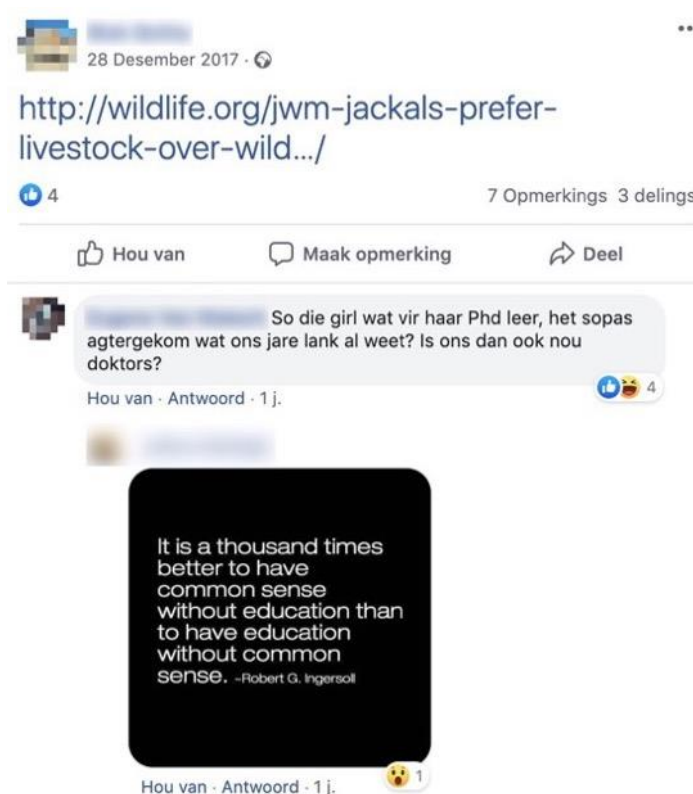 28 Desember 2017
http://wildlife.org/jwm-jackals-prefer-
livestock-over-wild.../
4
7 Opmerkings 3 delings
Hou van
Maak opmerking
Deel
So die girl wat vir haar Phd leer, het sopas
agtergekom wat ons jare lank al weet? Is ons dan ook nou
doktors?
4
Hou van · Antwoord · 1 j.
It is a thousand times
better to have
common sense
without education than
to have education
without common
sense. -Robert G. Ingersoll
1
Hou van · Antwoord · 1 j.